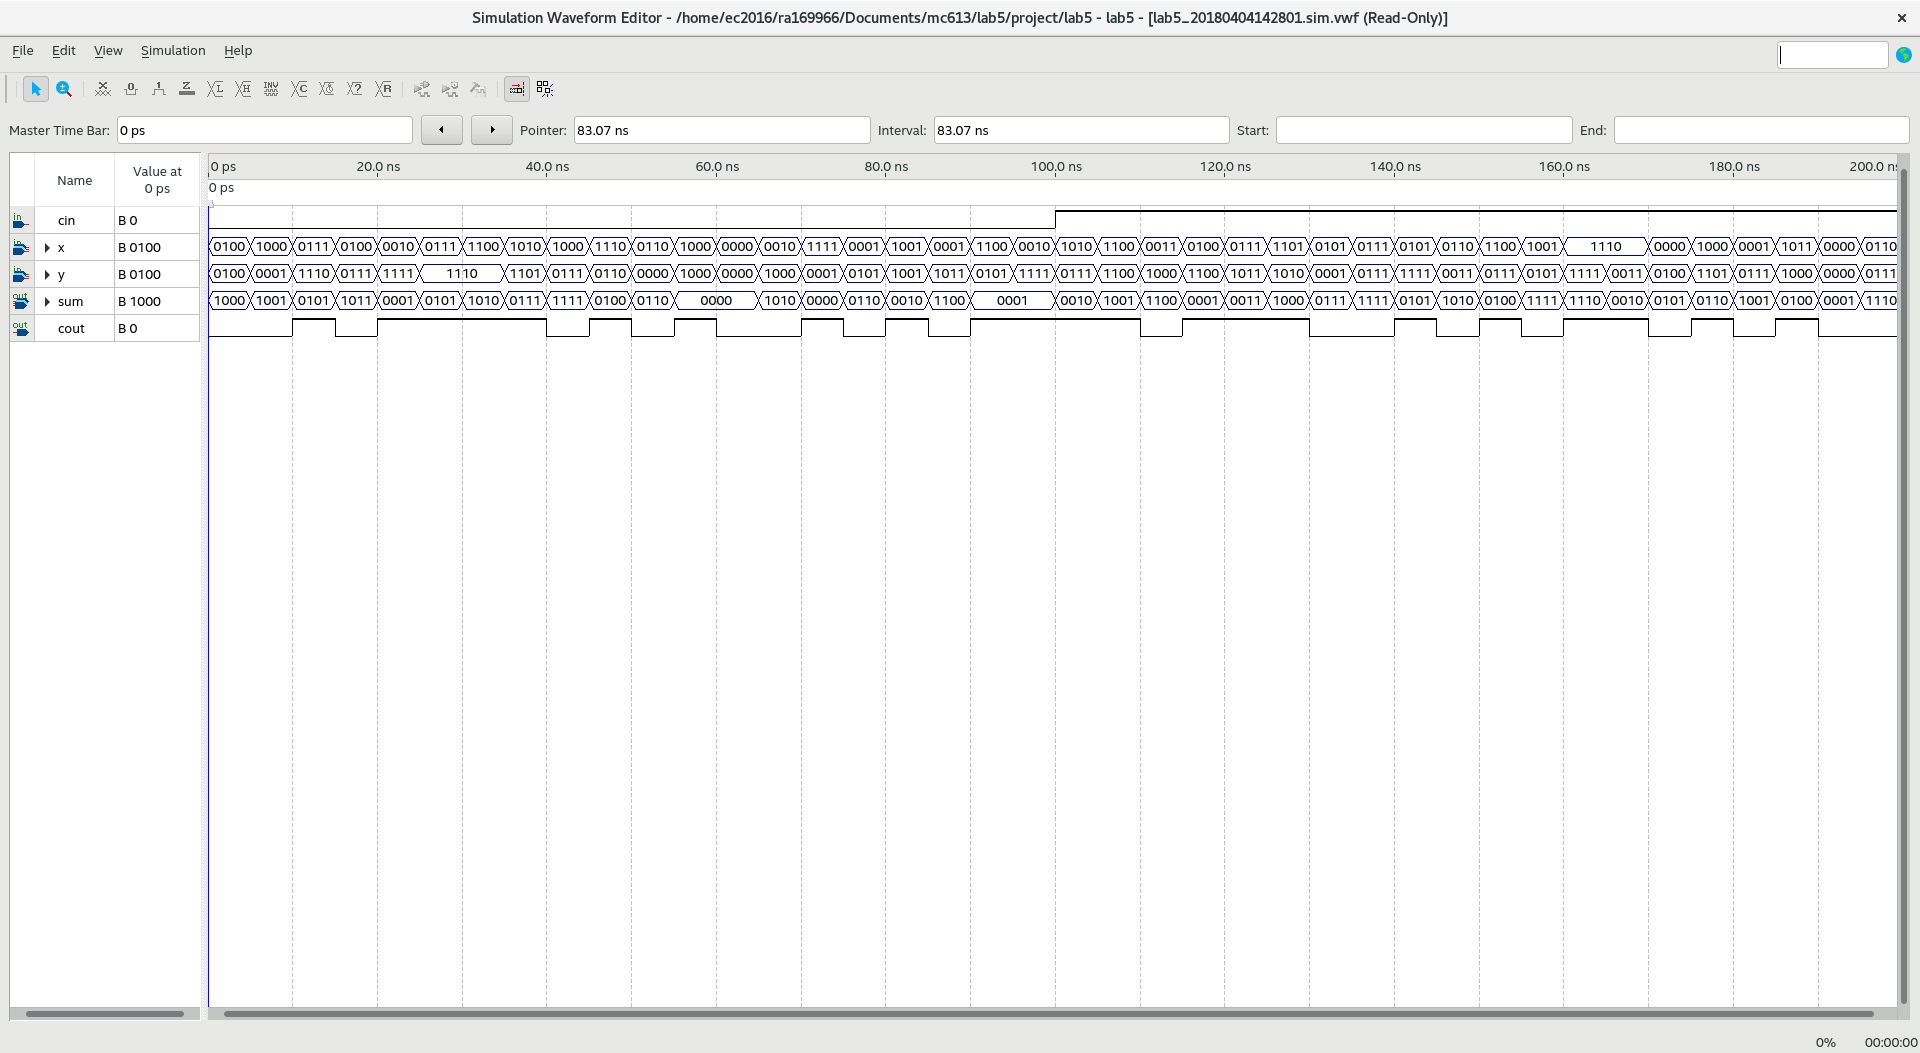 Simulation Waveform Editor - /home/ec2016/ra169966/Documents/mc613/lab5/project/lab5 - lab5 - [lab5_20180404142801.sim.vwf (Read-Only)]
File Edit View Simulation Help
Master Time Bar: 0 ps Pointer: 83.07 ns Interval: 83.07 ns Start: End:
Name Value at 0 ps
0 ps 20.0 ns 40.0 ns 60.0 ns 80.0 ns 100.0 ns 120.0 ns 140.0 ns 160.0 ns 180.0 ns 200.0 ns
0 ps
in cin B 0
in x B 0100 0100 1000 0111 0100 0010 0111 1100 1010 1000 1110 0110 1000 0000 0010 1111 0001 1001 0001 1100 0010 1010 1100 0011 0100 0111 1101 0101 0111 0101 0110 1100 1001 1110 0000 1000 0001 1011 0000 0110
in y B 0100 0100 0001 1110 0111 1111 1110 1101 0111 0110 0000 1000 0000 1000 0001 0101 1001 1011 0101 1111 0111 1100 1000 1100 1011 1010 0001 0111 1111 0011 0111 0101 1111 0011 0100 1101 0111 1000 0000 0111
out sum B 1000 1000 1001 0101 1011 0001 0101 1010 0111 1111 0100 0110 0000 1010 0000 0110 0010 1100 0001 0010 1001 1100 0001 0011 1000 0111 1111 0101 1010 0100 1111 1110 0010 0101 0110 1001 0100 0001 1110
out cout B 0
0% 00:00:00